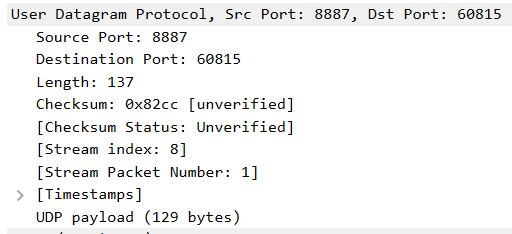 User Datagram Protocol, Src Port: 8887, Dst Port: 60815
Source Port: 8887
Destination Port: 60815
Length: 137
Checksum: 0x82cc [unverified]
[Checksum Status: Unverified]
[Stream index: 8]
[Stream Packet Number: 1]
[Timestamps]
UDP payload (129 bytes)